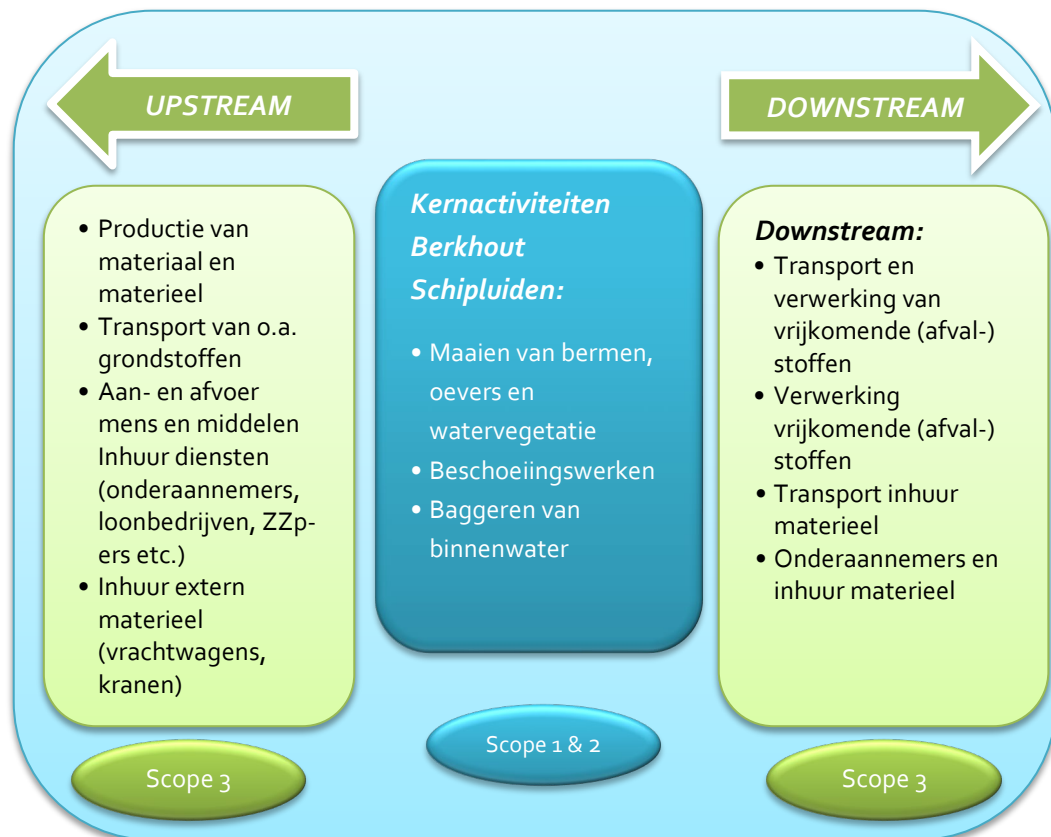 UPSTREAM
DOWNSTREAM
• Productie van
materiaal en
materieel
• Transport van o.a.
grondstoffen
• Aan- en afvoer
mens en middelen
Inhuur diensten
(onderaannemers,
loonbedrijven, ZZp-
ers etc.)
• Inhuur extern
materieel
(vrachtwagens,
kranen)
Scope 3
Kernactiviteiten
Berkhout
Schipluiden:
• Maaien van bermen,
oevers en
watervegetatie
• Beschoeiingswerken
• Baggeren van
binnenwater
Scope 1 & 2
Downstream:
• Transport en
verwerking van
vrijkomende (afval-)
stoffen
• Verwerking
vrijkomende (afval-)
stoffen
• Transport inhuur
materieel
• Onderaannemers en
inhuur materieel
Scope 3